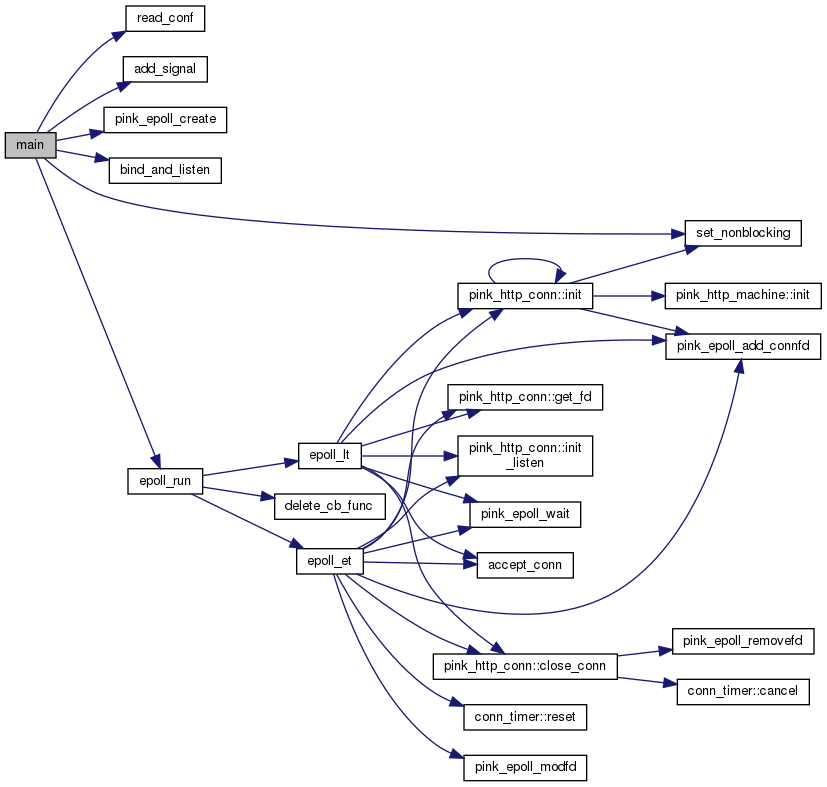 read_conf
add_signal
pink_epoll_create
main
bind_and_listen
set_nonblocking
pink_http_conn::init
pink_http_machine::init
pink_epoll_add_connfd
pink_http_conn::get_fd
epoll_lt
pink_http_conn::init
_listen
epoll_run
delete_cb_func
pink_epoll_wait
epoll_et
accept_conn
pink_epoll_removefd
pink_http_conn::close_conn
conn_timer::cancel
conn_timer::reset
pink_epoll_modfd